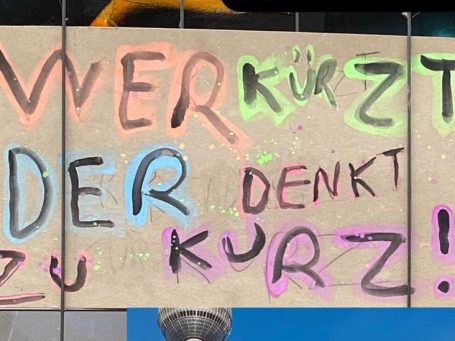 WER KÜRZT
DER DENKT
ZU KURZ!